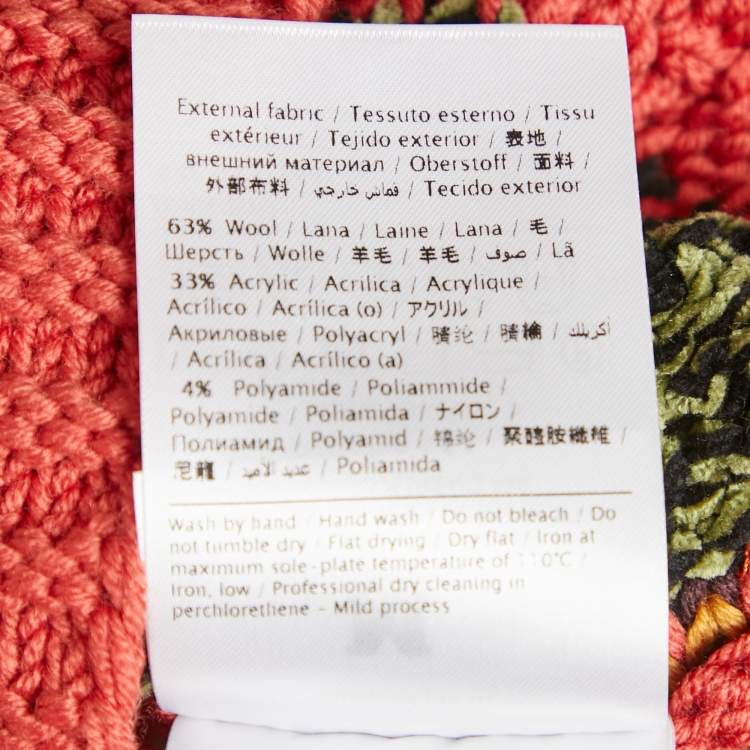 External fabric / Tessuto esterno / Tissu
extérieur / Tejido exterior / 表地 /
внешний материал / Oberstoff / 面料 /
外部布料 / قماش خارجي / Tecido exterior
63% Wool / Lana / Laine / Lana / 毛 /
Шерсть / Wolle / 羊毛 / 羊毛 / صوف / Lã
33% Acrylic / Acrilica / Acrylique /
Acrílico / Acrílica (o) / アクリル /
Акриловые / Polyacryl / 腈纶 / 腈綸 / أكريلك
/ Acrílica / Acrílico (a)
4% Polyamide / Poliammide /
Polyamide / Poliamida / ナイロン /
Полиамид / Polyamid / 锦纶 / 聚醯胺纖維 /
尼龍 / / Poliamida
Wash by hand / Hand wash / Do not bleach / Do
not tumble dry / Flat drying / Dry flat / Iron at
maximum sole-plate temperature of 110°C /
Iron, low / Professional dry cleaning in
perchlorethene - Mild process